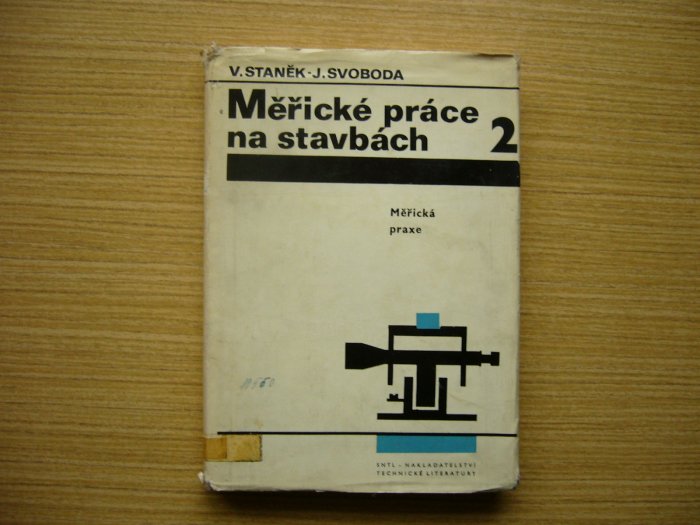 V. STANĚK - J. SVOBODA
Měřické práce
na stavbách 2
Měřická
praxe
SNTL - NAKLADATELSTVÍ
TECHNICKÉ LITERATURY